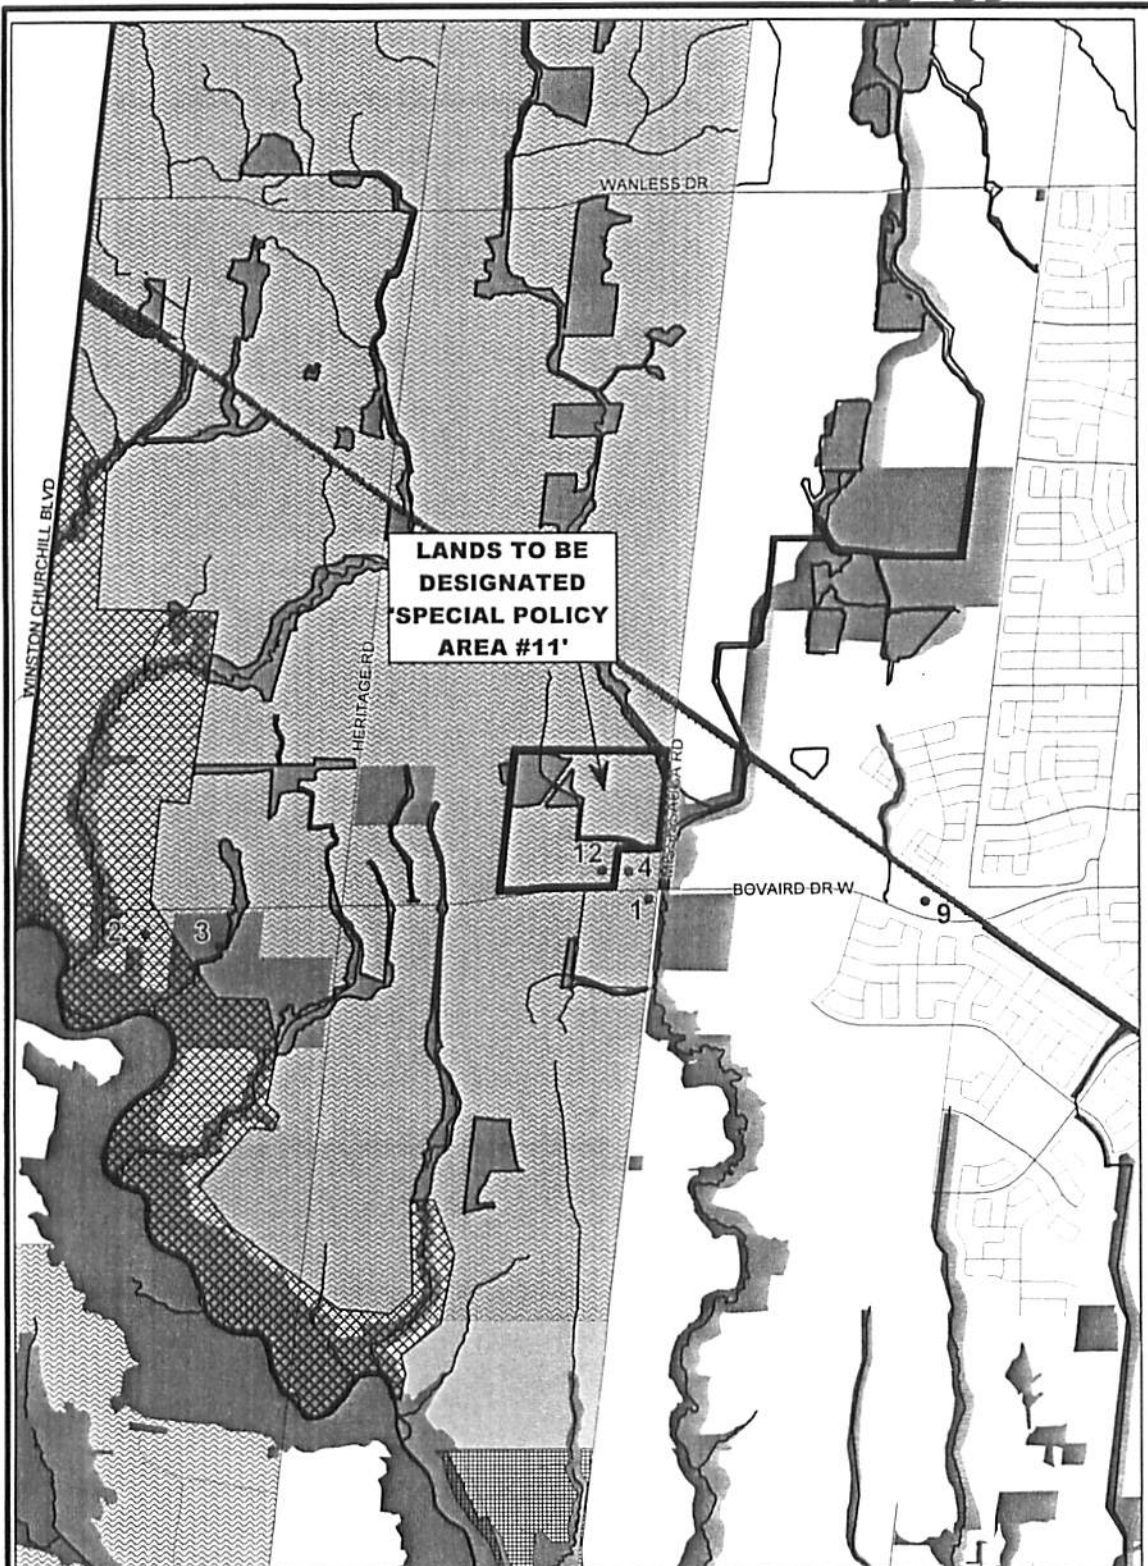 WANLESS DR
WINSTON CHURCHILL BLVD
LANDS TO BE
DESIGNATED
'SPECIAL POLICY
AREA #11'
HERITAGE RD
12
4
1
BOVAIRD DR W
9
2
3